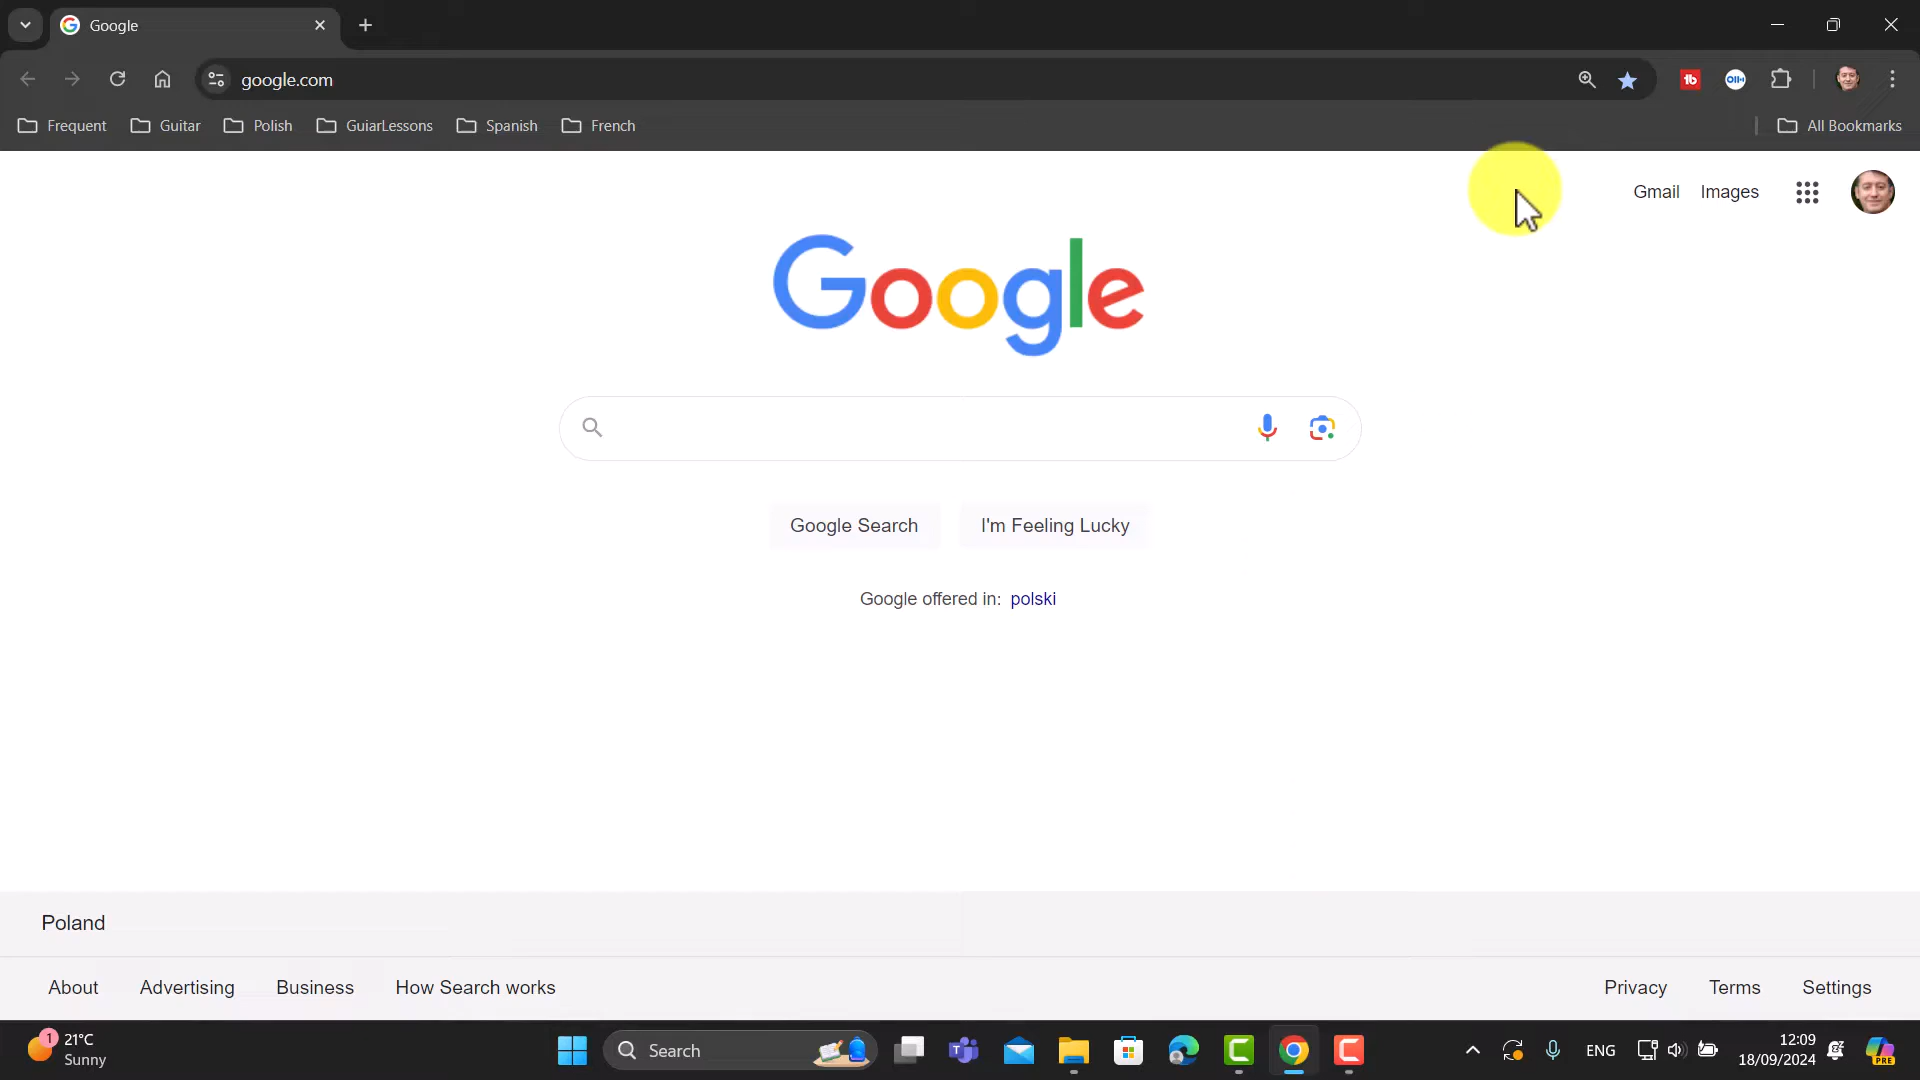 Google
google.com
Frequent Guitar Polish GuiarLessons Spanish French All Bookmarks
Gmail Images
Google
Google Search I'm Feeling Lucky
Google offered in: polski
Poland
About Advertising Business How Search works Privacy Terms Settings
1 21°C
Sunny
Search
ENG
12:09
18/09/2024
PRE